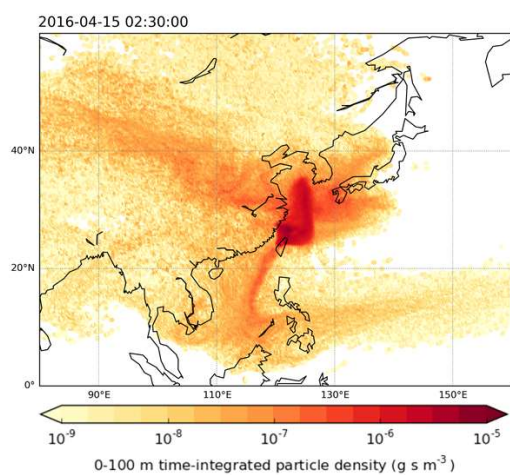 2016-04-15 02:30:00
40°N
20°N
0°
90°E 110°E 130°E 150°E
10⁻⁹ 10⁻⁸ 10⁻⁷ 10⁻⁶ 10⁻⁵
0-100 m time-integrated particle density (g s m⁻³)